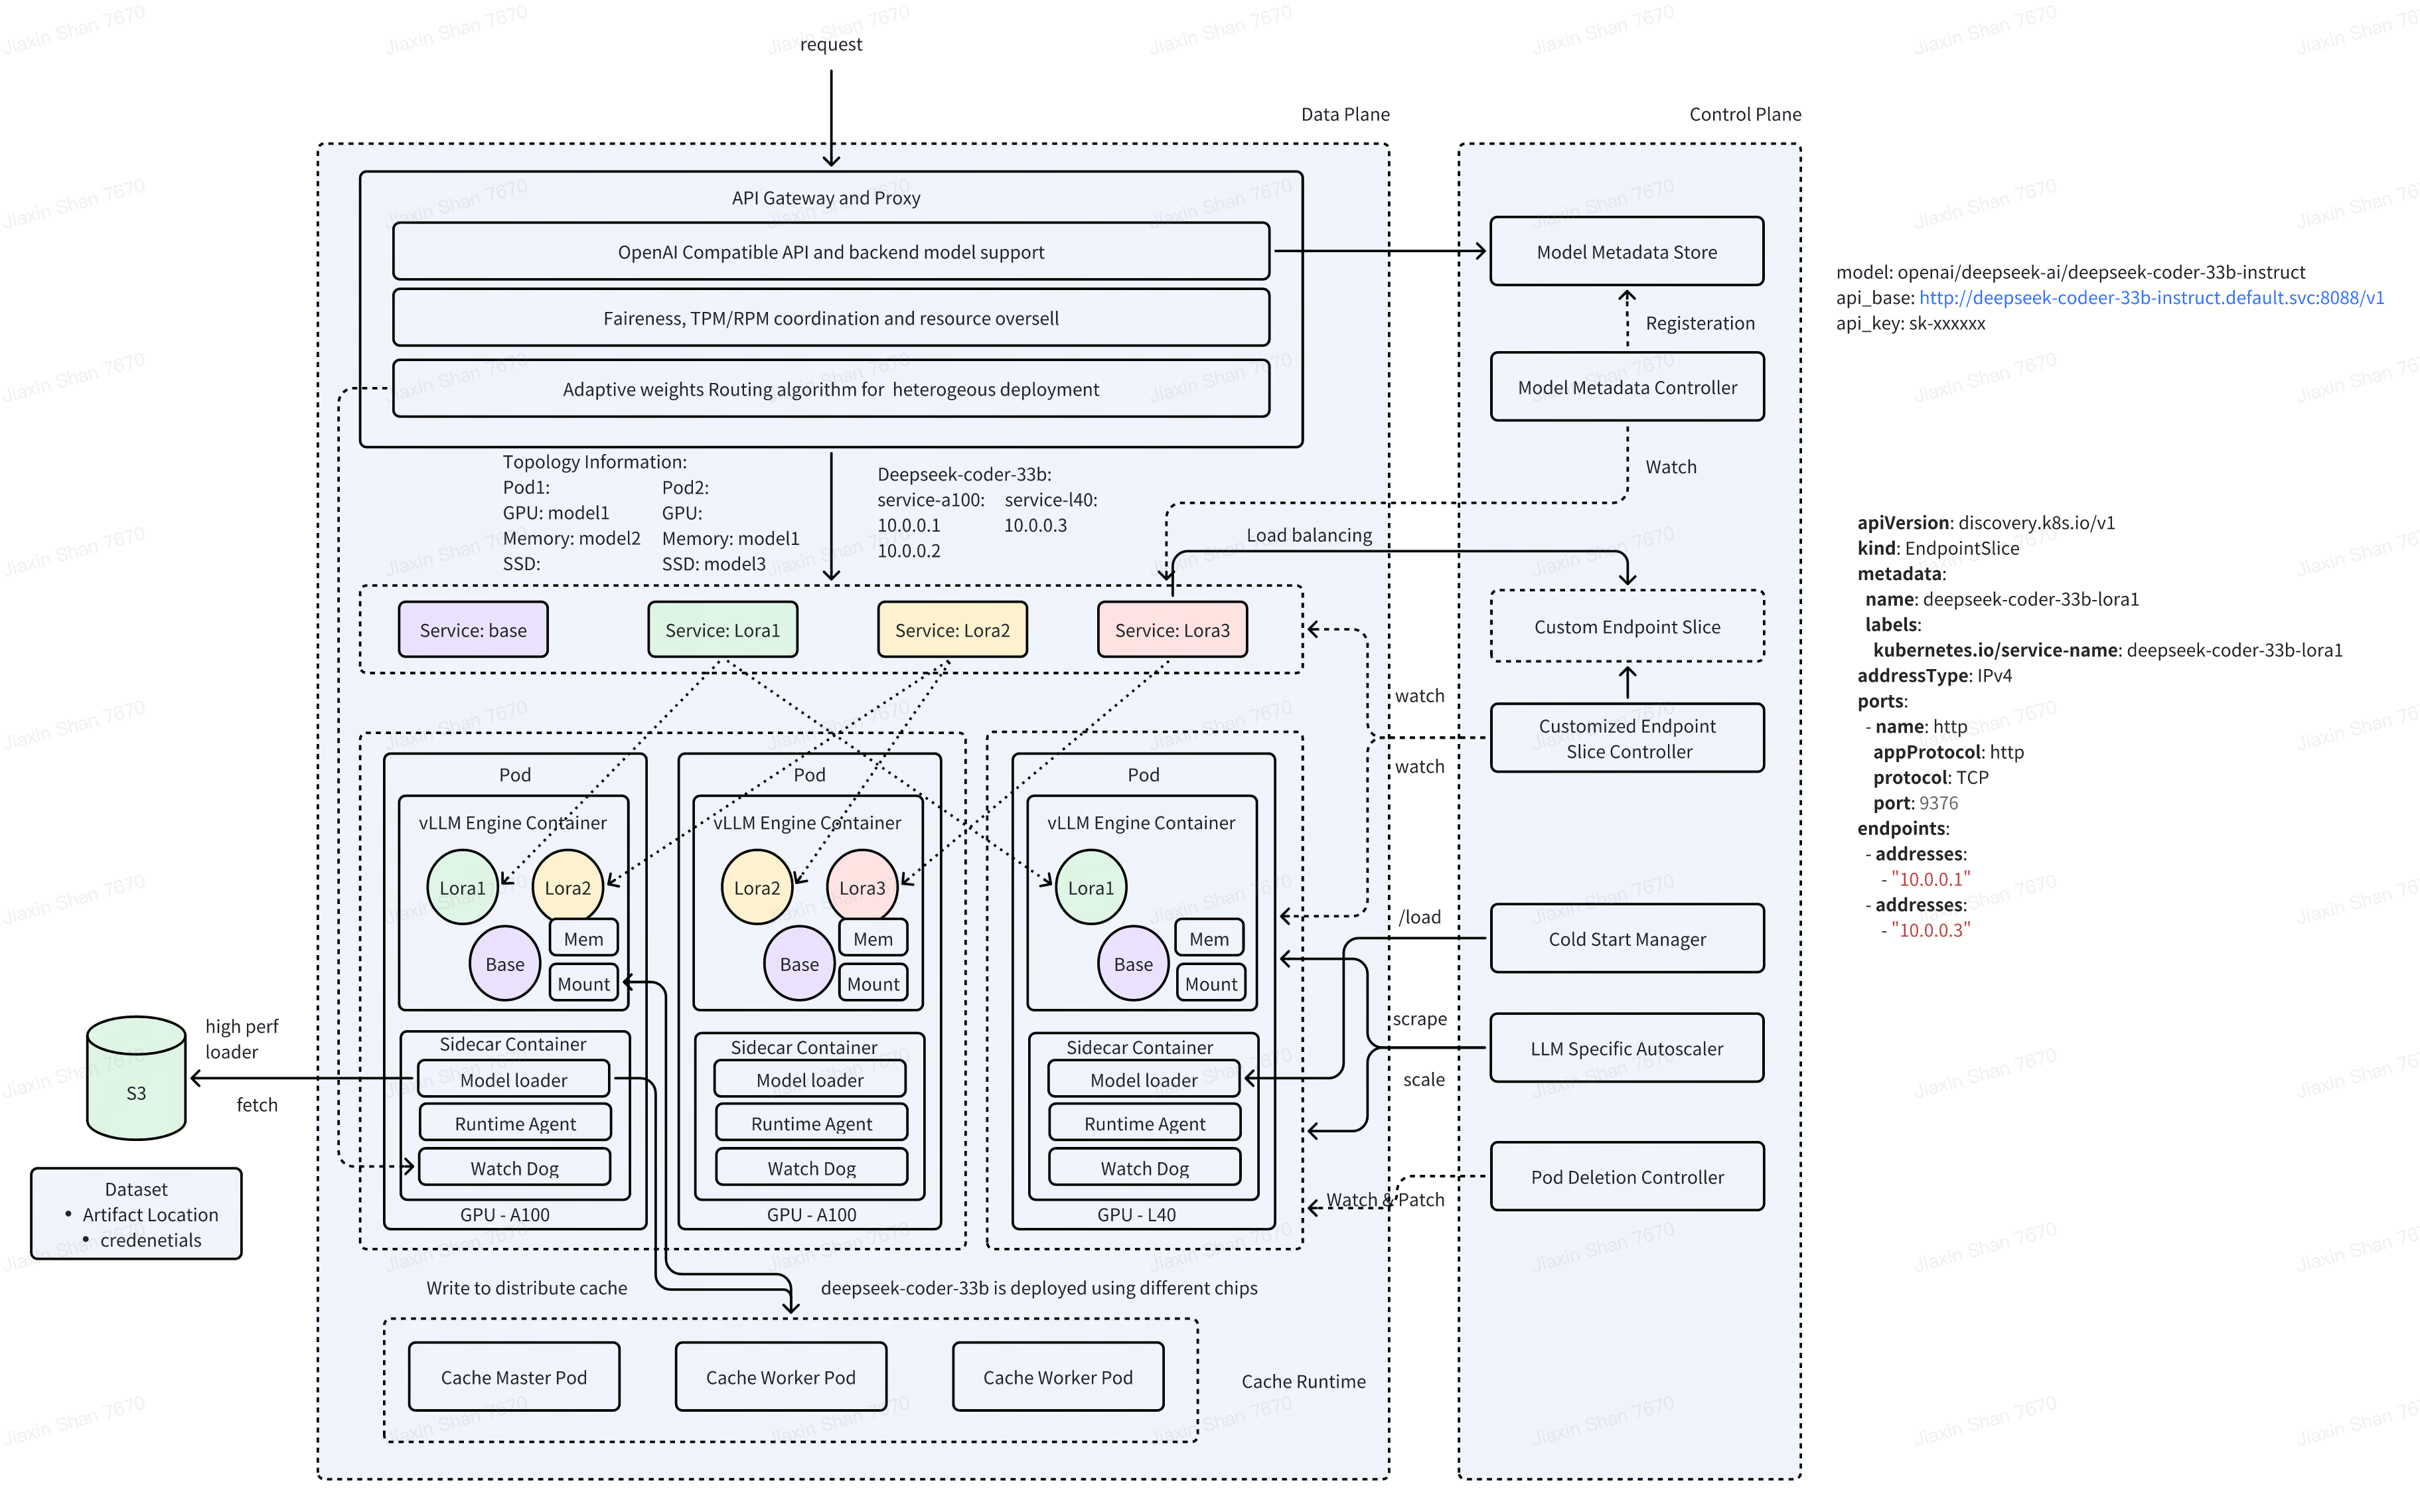 request
Data Plane
Control Plane
API Gateway and Proxy
OpenAI Compatible API and backend model support
Faireness, TPM/RPM coordination and resource oversell
Adaptive weights Routing algorithm for  heterogeous deployment
Model Metadata Store
Registeration
Model Metadata Controller
Watch
model: openai/deepseek-ai/deepseek-coder-33b-instruct
api_base: http://deepseek-codeer-33b-instruct.default.svc:8088/v1
api_key: sk-xxxxxx
Topology Information:
Pod1:
GPU: model1
Memory: model2
SSD:
Pod2:
GPU:
Memory: model1
SSD: model3
Deepseek-coder-33b:
service-a100:
10.0.0.1
10.0.0.2
service-l40:
10.0.0.3
Load balancing
Service: base
Service: Lora1
Service: Lora2
Service: Lora3
Custom Endpoint Slice
watch
Customized Endpoint
Slice Controller
watch
apiVersion: discovery.k8s.io/v1
kind: EndpointSlice
metadata:
name: deepseek-coder-33b-lora1
labels:
kubernetes.io/service-name: deepseek-coder-33b-lora1
addressType: IPv4
ports:
- name: http
appProtocol: http
protocol: TCP
port: 9376
endpoints:
- addresses:
- "10.0.0.1"
- addresses:
- "10.0.0.3"
Pod
vLLM Engine Container
Lora1
Lora2
Base
Mem
Mount
Sidecar Container
Model loader
Runtime Agent
Watch Dog
GPU - A100
Pod
vLLM Engine Container
Lora2
Lora3
Base
Mem
Mount
Sidecar Container
Model loader
Runtime Agent
Watch Dog
GPU - A100
Pod
vLLM Engine Container
Lora1
Base
Mem
Mount
Sidecar Container
Model loader
Runtime Agent
Watch Dog
GPU - L40
/load
Cold Start Manager
scrape
LLM Specific Autoscaler
scale
Pod Deletion Controller
Watch & Patch
high perf
loader
S3
fetch
Dataset
• Artifact Location
• credenetials
Write to distribute cache
deepseek-coder-33b is deployed using different chips
Cache Master Pod
Cache Worker Pod
Cache Worker Pod
Cache Runtime
Jiaxin Shan 7670